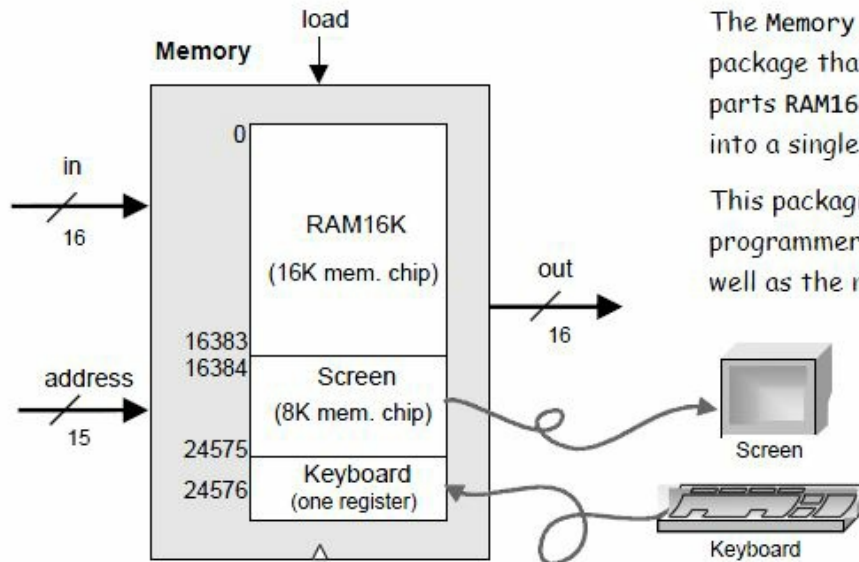 load
Memory
in
16
address
15
0
RAM16K
(16K mem. chip)
16383
16384
Screen
(8K mem. chip)
24575
24576
Keyboard
(one register)
out
16
Screen
Keyboard
The Memory
package tha
parts RAM16
into a single
This packag
programmer
well as the